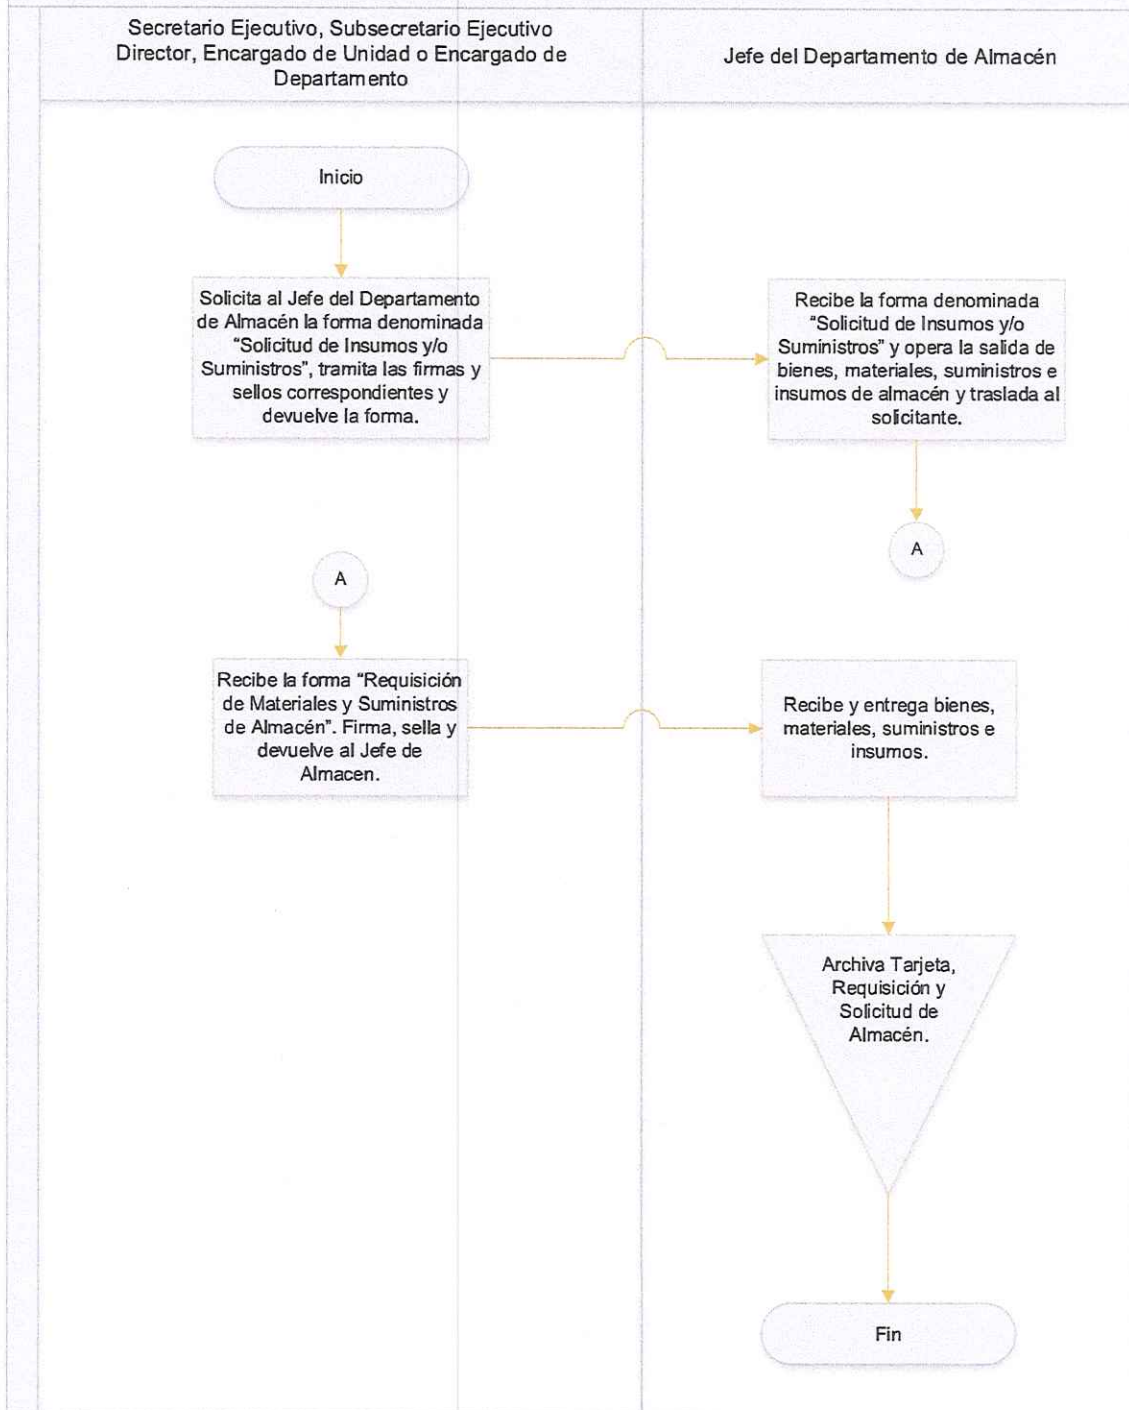 Secretario Ejecutivo, Subsecretario Ejecutivo
Director, Encargado de Unidad o Encargado de
Departamento
Jefe del Departamento de Almacén
Inicio
Solicita al Jefe del Departamento
de Almacén la forma denominada
“Solicitud de Insumos y/o
Suministros”, tramita las firmas y
sellos correspondientes y
devuelve la forma.
Recibe la forma denominada
“Solicitud de Insumos y/o
Suministros” y opera la salida de
bienes, materiales, suministros e
insumos de almacén y traslada al
solicitante.
A
A
Recibe la forma “Requisición
de Materiales y Suministros
de Almacén”. Firma, sella y
devuelve al Jefe de
Almacen.
Recibe y entrega bienes,
materiales, suministros e
insumos.
Archiva Tarjeta,
Requisición y
Solicitud de
Almacén.
Fin